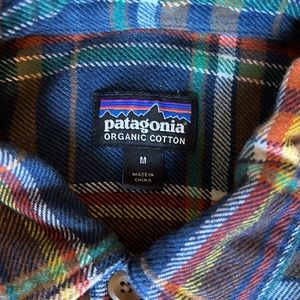 patagonia
ORGANIC COTTON
M
MADE IN
CHINA